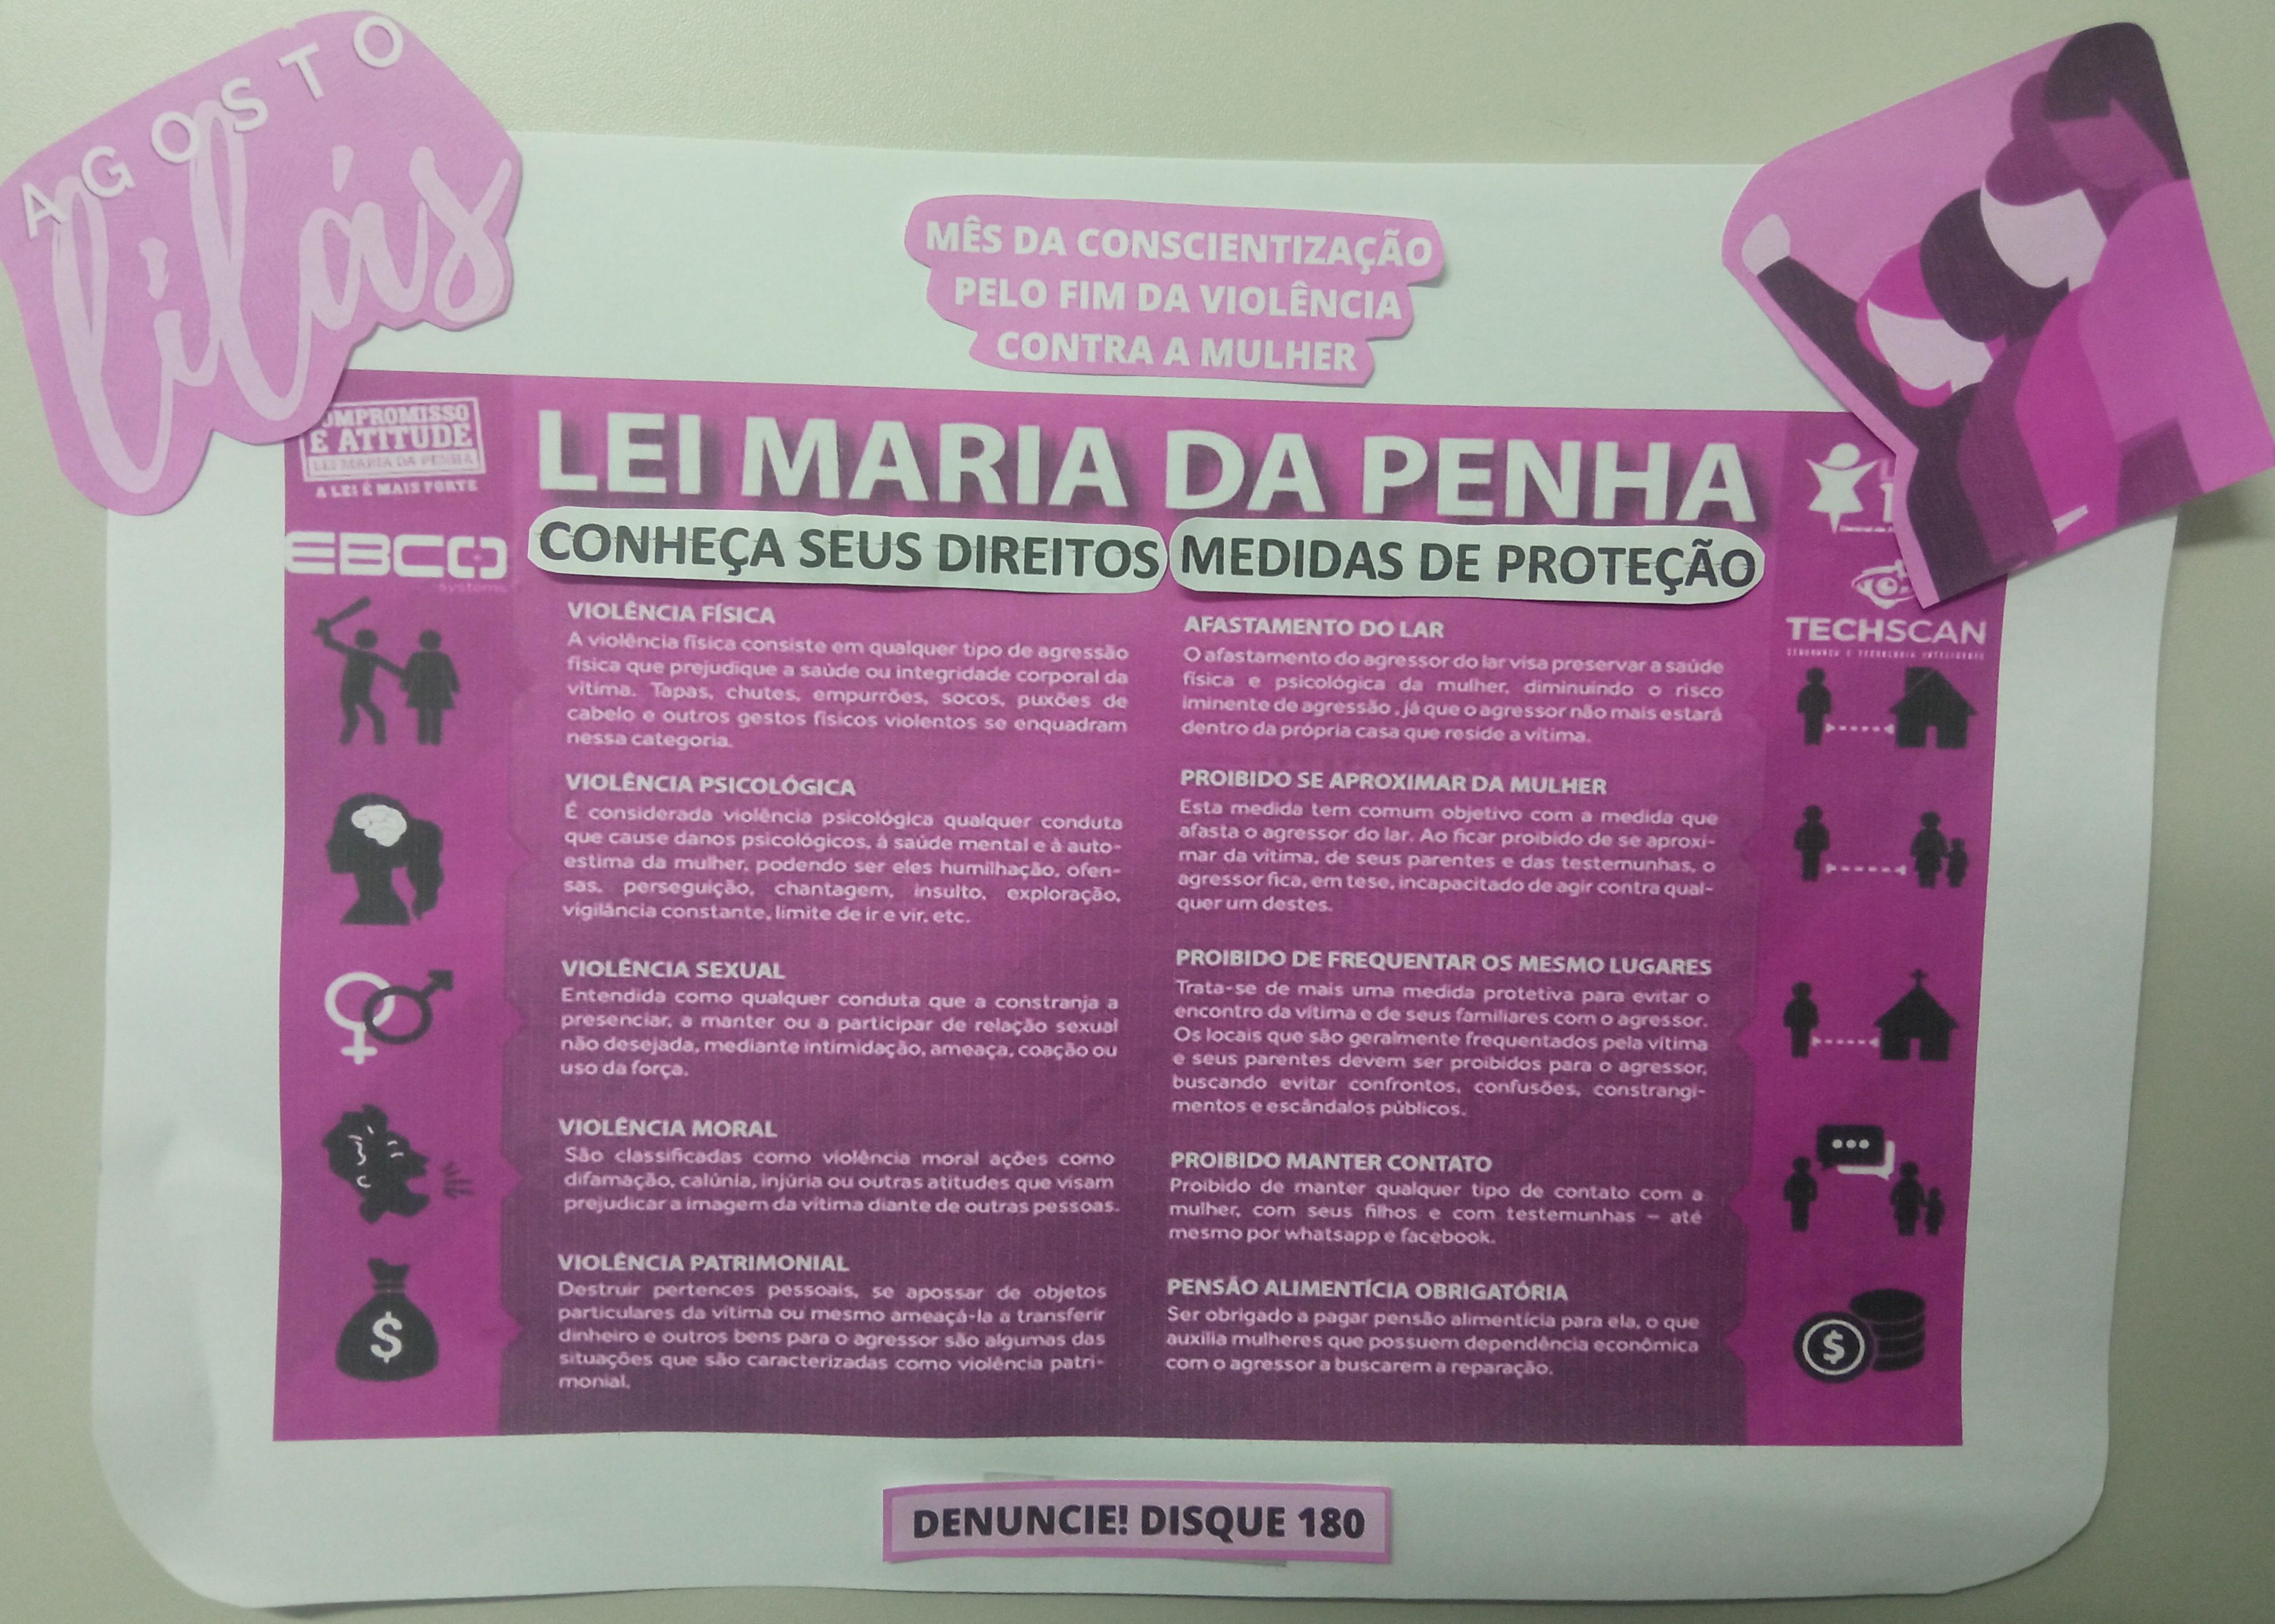 AGOSTO
lilás
MÊS DA CONSCIENTIZAÇÃO
PELO FIM DA VIOLÊNCIA
CONTRA A MULHER
OMPROMISSO
E ATITUDE
LEI MARIA DA PENHA
A LEI É MAIS FORTE
EBCO
systems
LEI MARIA DA PENHA
CONHEÇA SEUS DIREITOS
VIOLÊNCIA FÍSICA
A violência física consiste em qualquer tipo de agressão
física que prejudique a saúde ou integridade corporal da
vítima. Tapas, chutes, empurrões, socos, puxões de
cabelo e outros gestos físicos violentos se enquadram
nessa categoria.
VIOLÊNCIA PSICOLÓGICA
É considerada violência psicológica qualquer conduta
que cause danos psicológicos, à saúde mental e à auto-
estima da mulher, podendo ser eles humilhação, ofen-
sas, perseguição, chantagem, insulto, exploração,
vigilância constante, limite de ir e vir, etc.
VIOLÊNCIA SEXUAL
Entendida como qualquer conduta que a constranja a
presenciar, a manter ou a participar de relação sexual
não desejada, mediante intimidação, ameaça, coação ou
uso da força.
VIOLÊNCIA MORAL
São classificadas como violência moral ações como
difamação, calúnia, injúria ou outras atitudes que visam
prejudicar a imagem da vítima diante de outras pessoas.
VIOLÊNCIA PATRIMONIAL
Destruir pertences pessoais, se apossar de objetos
particulares da vítima ou mesmo ameaçá-la a transferir
dinheiro e outros bens para o agressor são algumas das
situações que são caracterizadas como violência patri-
monial.
MEDIDAS DE PROTEÇÃO
AFASTAMENTO DO LAR
O afastamento do agressor do lar visa preservar a saúde
física e psicológica da mulher, diminuindo o risco
iminente de agressão , já que o agressor não mais estará
dentro da própria casa que reside a vítima.
PROIBIDO SE APROXIMAR DA MULHER
Esta medida tem comum objetivo com a medida que
afasta o agressor do lar. Ao ficar proibido de se aproxi-
mar da vítima, de seus parentes e das testemunhas, o
agressor fica, em tese, incapacitado de agir contra qual-
quer um destes.
PROIBIDO DE FREQUENTAR OS MESMO LUGARES
Trata-se de mais uma medida protetiva para evitar o
encontro da vítima e de seus familiares com o agressor.
Os locais que são geralmente frequentados pela vítima
e seus parentes devem ser proibidos para o agressor,
buscando evitar confrontos, confusões, constrangi-
mentos e escândalos públicos.
PROIBIDO MANTER CONTATO
Proibido de manter qualquer tipo de contato com a
mulher, com seus filhos e com testemunhas – até
mesmo por whatsapp e facebook.
PENSÃO ALIMENTÍCIA OBRIGATÓRIA
Ser obrigado a pagar pensão alimentícia para ela, o que
auxilia mulheres que possuem dependência econômica
com o agressor a buscarem a reparação.
TECHSCAN
SEGURANÇA E TECNOLOGIA INTELIGENTE
$
$
DENUNCIE! DISQUE 180